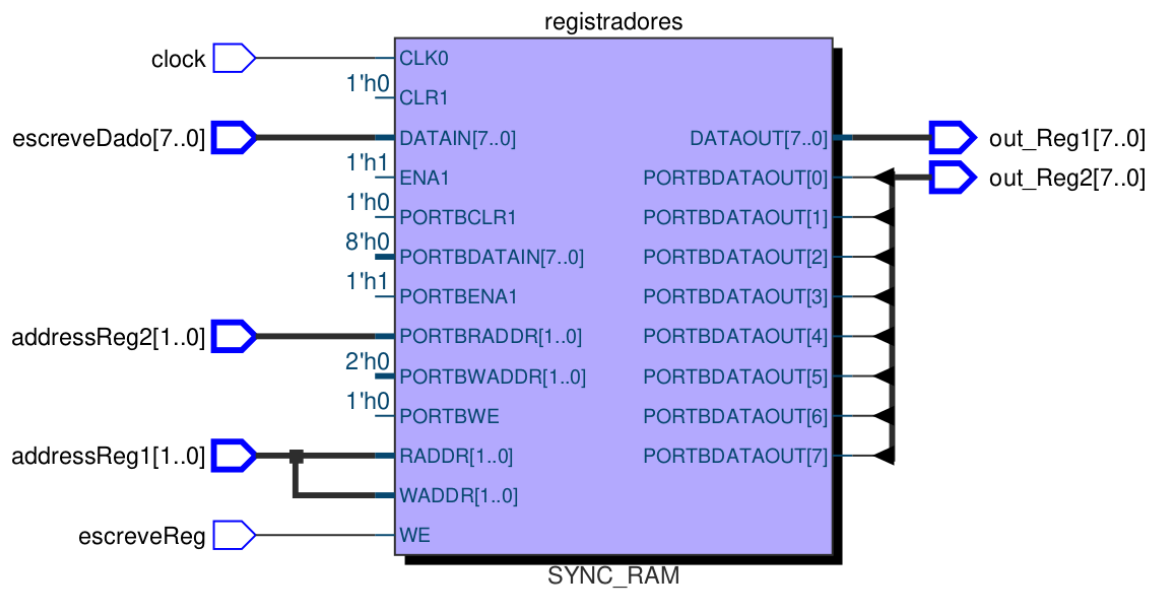 registradores
clock
CLK0
1'h0
CLR1
escreveDado[7..0]
DATAIN[7..0]
DATAOUT[7..0]
out_Reg1[7..0]
1'h1
ENA1
PORTBDATAOUT[0]
out_Reg2[7..0]
1'h0
PORTBCLR1
PORTBDATAOUT[1]
8'h0
PORTBDATAIN[7..0]
PORTBDATAOUT[2]
1'h1
PORTBENA1
PORTBDATAOUT[3]
addressReg2[1..0]
PORTBRADDR[1..0]
PORTBDATAOUT[4]
2'h0
PORTBWADDR[1..0]
PORTBDATAOUT[5]
1'h0
PORTBWE
PORTBDATAOUT[6]
addressReg1[1..0]
RADDR[1..0]
PORTBDATAOUT[7]
WADDR[1..0]
escreveReg
WE
SYNC_RAM